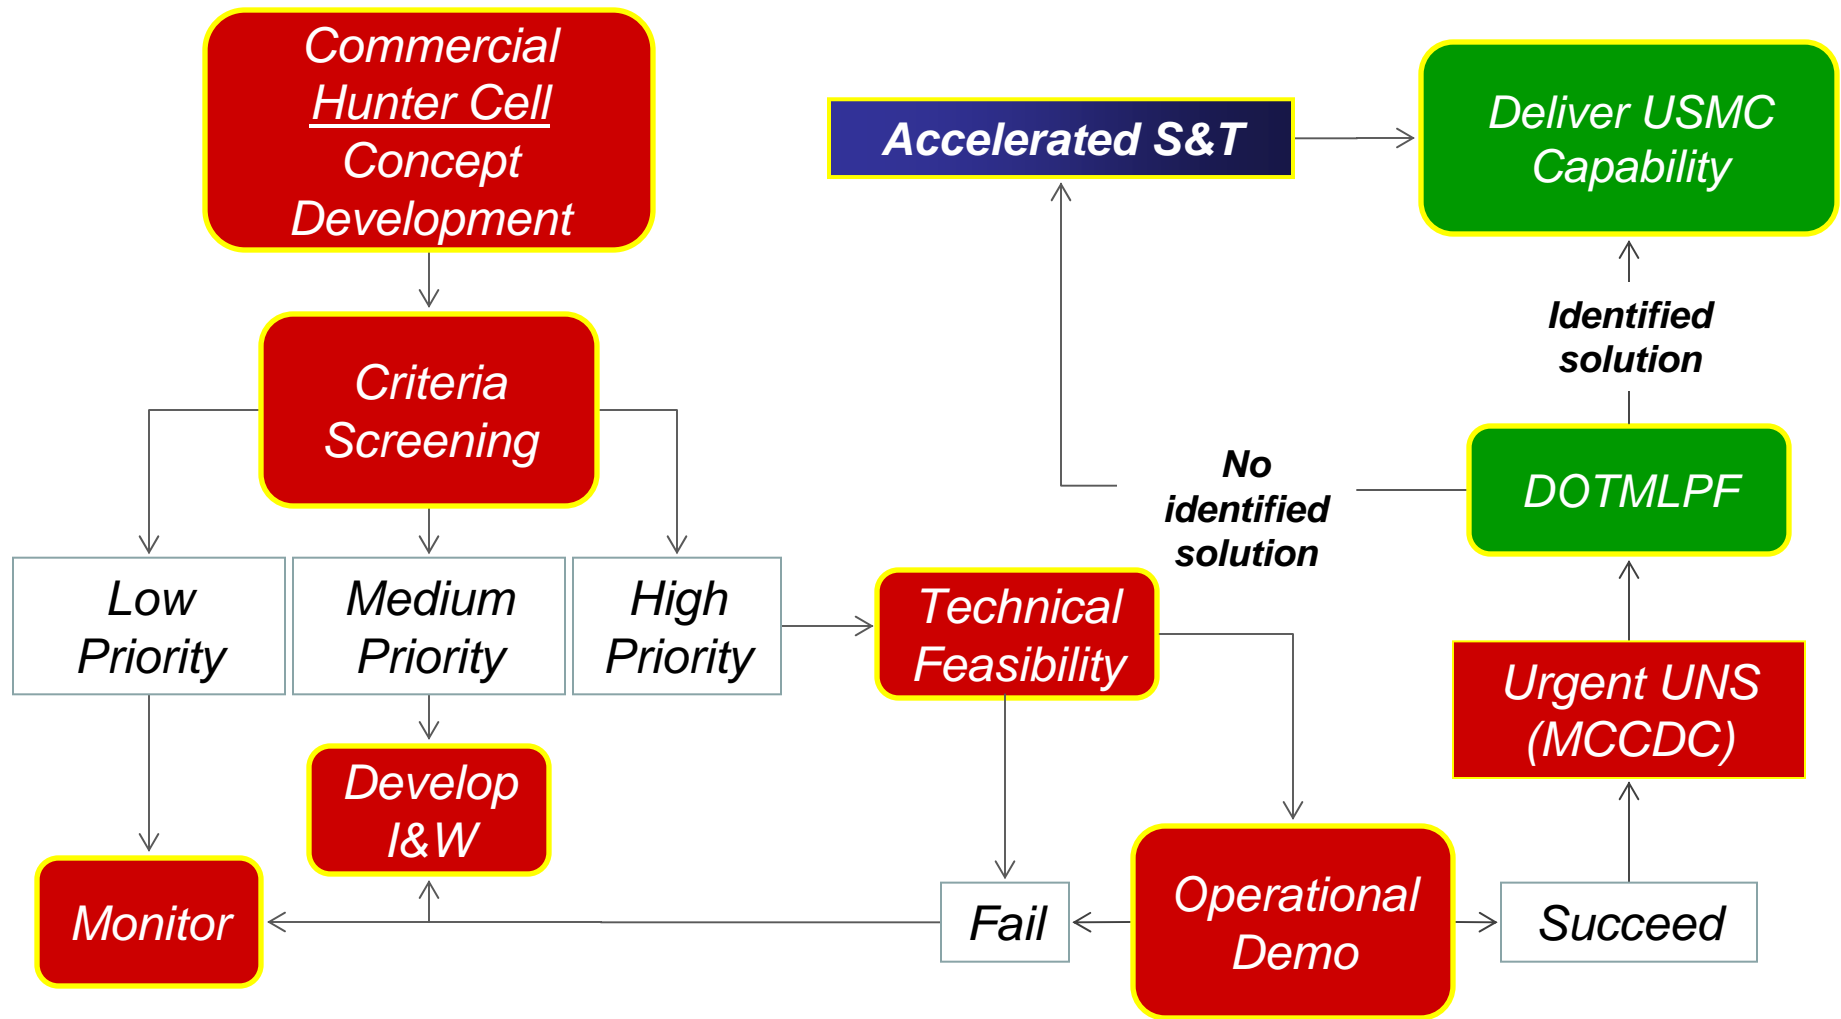 Commercial
Hunter Cell
Concept
Development
Criteria
Screening
Low
Priority
Medium
Priority
High
Priority
Develop
I&W
Monitor
Technical
Feasibility
Fail
Operational
Demo
Succeed
Urgent UNS
(MCCDC)
DOTMLPF
No
identified
solution
Identified
solution
Accelerated S&T
Deliver USMC
Capability